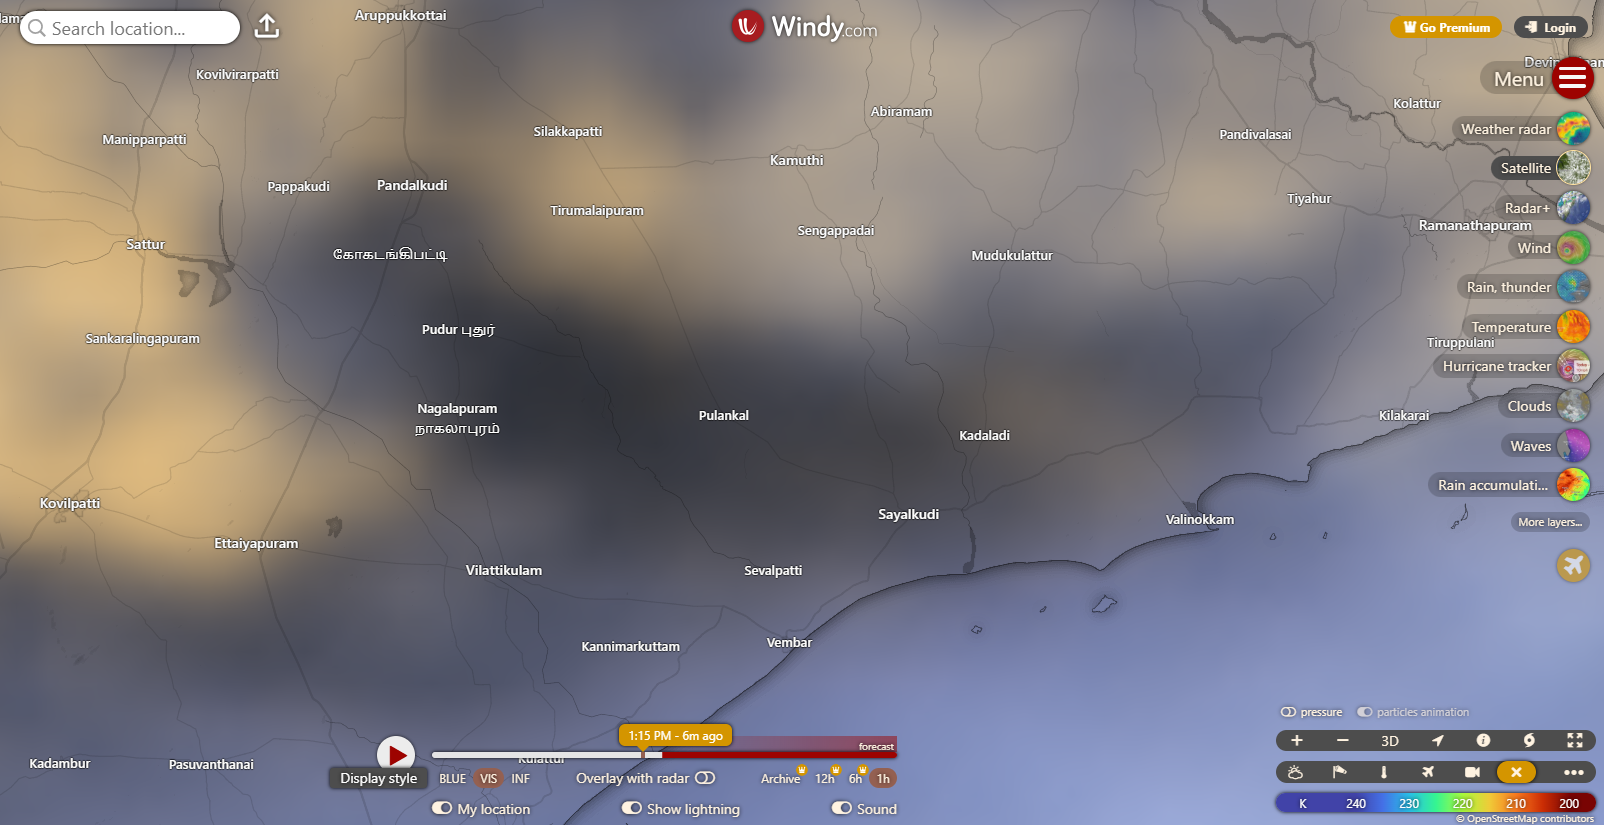 Aruppukkottai
Search location...
Windy.com
Go Premium
Login
Menu
Kovilvirarpatti
Kolattur
Abiramam
Manipparpatti
Silakkapatti
Pandivalasai
Weather radar
Kamuthi
Satellite
Pappakudi
Pandalkudi
Tirumalaipuram
Tiyahur
Radar+
Sengappadai
Ramanathapuram
Sattur
கோகடங்கிபட்டி
Mudukulattur
Wind
Rain, thunder
Pudur புதுர்
Temperature
Sankaralingapuram
Tiruppulani
Hurricane tracker
Nagalapuram
நாகலாபுரம்
Pulankal
Clouds
Kilakarai
Kadaladi
Waves
Rain accumulati...
Kovilpatti
Sayalkudi
Valinokkam
More layers...
Ettaiyapuram
Vilattikulam
Sevalpatti
Kannimarkuttam
Vembar
pressure
particles animation
1:15 PM - 6m ago
forecast
3D
Kadambur
Pasuvanthanai
Kulattur
Display style
BLUE VIS INF
Overlay with radar
Archive 12h 6h 1h
My location
Show lightning
Sound
K 240 230 220 210 200
© OpenStreetMap contributors